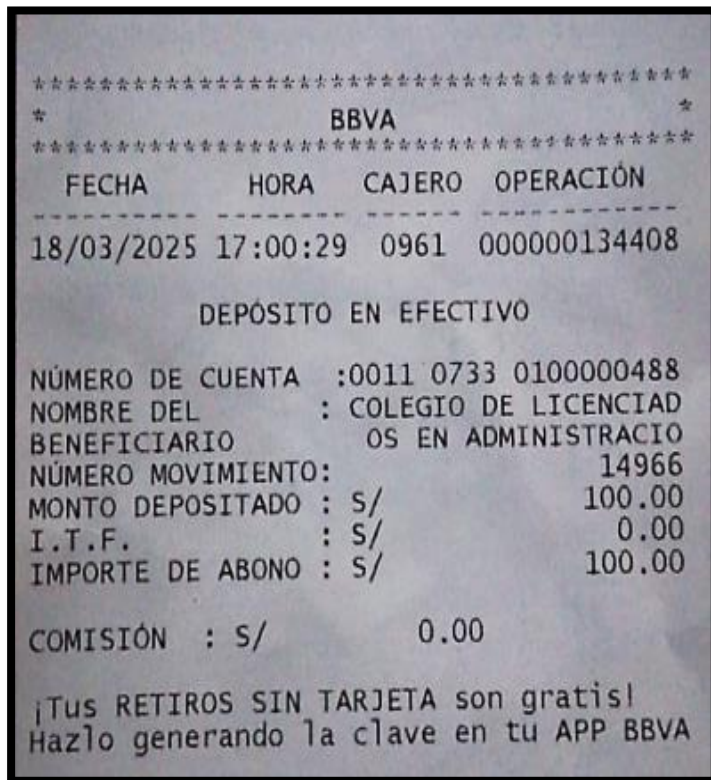 ****************************************
* BBVA *
****************************************
FECHA HORA CAJERO OPERACIÓN
---------- -------- ------ ------------
18/03/2025 17:00:29 0961 000000134408
DEPÓSITO EN EFECTIVO
NÚMERO DE CUENTA :0011 0733 0100000488
NOMBRE DEL : COLEGIO DE LICENCIAD
BENEFICIARIO OS EN ADMINISTRACIO
NÚMERO MOVIMIENTO: 14966
MONTO DEPOSITADO : S/ 100.00
I.T.F. : S/ 0.00
IMPORTE DE ABONO : S/ 100.00
COMISIÓN : S/ 0.00
¡Tus RETIROS SIN TARJETA son gratis!
Hazlo generando la clave en tu APP BBVA